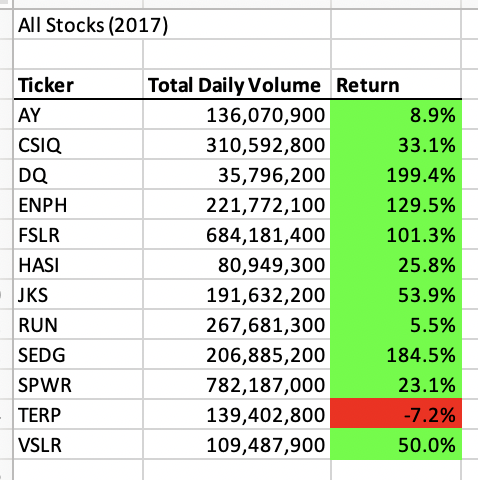 All Stocks (2017)
Ticker Total Daily Volume Return
AY 136,070,900 8.9%
CSIQ 310,592,800 33.1%
DQ 35,796,200 199.4%
ENPH 221,772,100 129.5%
FSLR 684,181,400 101.3%
HASI 80,949,300 25.8%
JKS 191,632,200 53.9%
RUN 267,681,300 5.5%
SEDG 206,885,200 184.5%
SPWR 782,187,000 23.1%
TERP 139,402,800 -7.2%
VSLR 109,487,900 50.0%